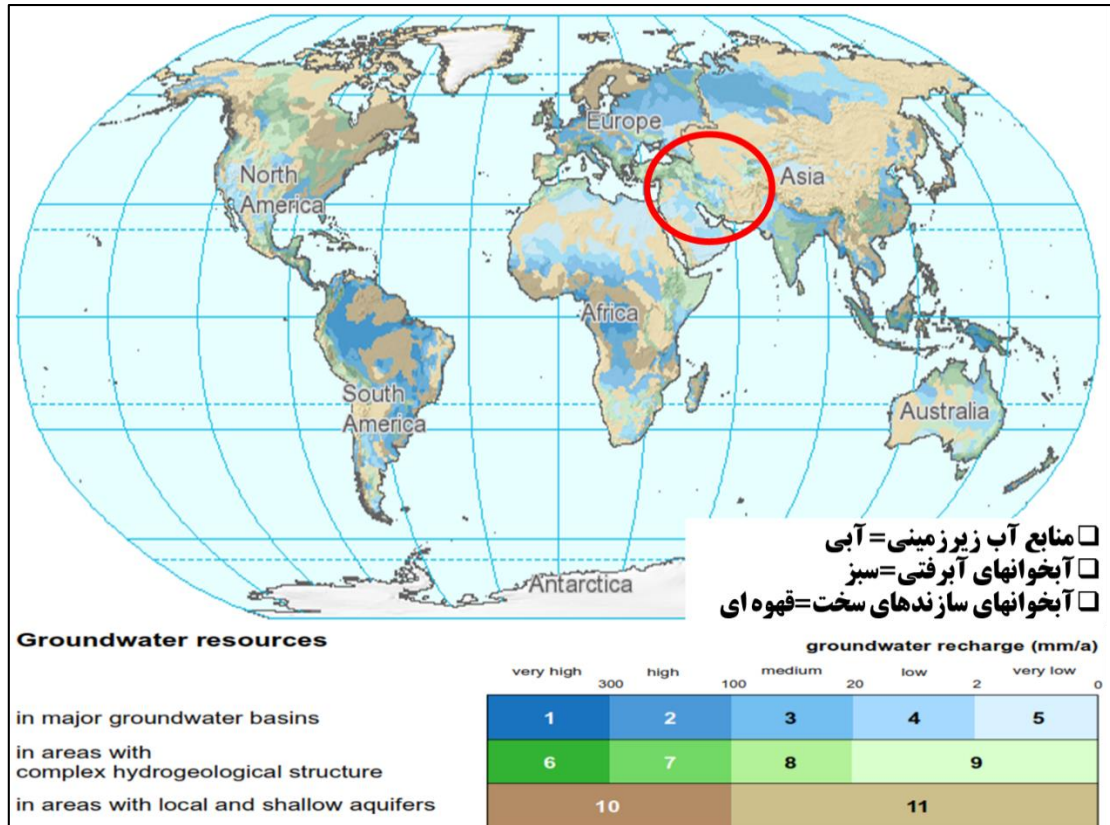 Europe
North
America
Asia
Africa
South
America
Australia
Antarctica
❑ منابع آب زیرزمینی=آبی
❑ آبخوانهای آبرفتی=سبز
❑ آبخوانهای سازندهای سخت=قهوه ای
Groundwater resources
groundwater recharge (mm/a)
very high high medium low very low
300 100 20 2 0
in major groundwater basins 1 2 3 4 5
in areas with
complex hydrogeological structure 6 7 8 9
in areas with local and shallow aquifers 10 11